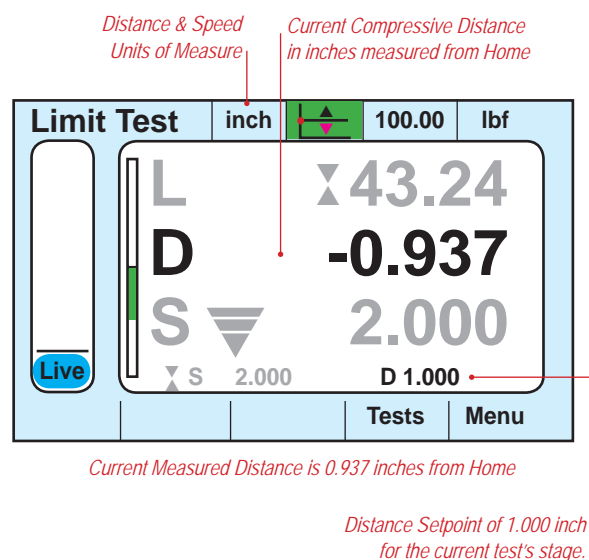 Distance & Speed
Units of Measure
Current Compressive Distance
in inches measured from Home
Limit Test inch 100.00 lbf
L 43.24
D -0.937
S 2.000
Live S 2.000 D 1.000
Tests Menu
Current Measured Distance is 0.937 inches from Home
Distance Setpoint of 1.000 inch
for the current test's stage.